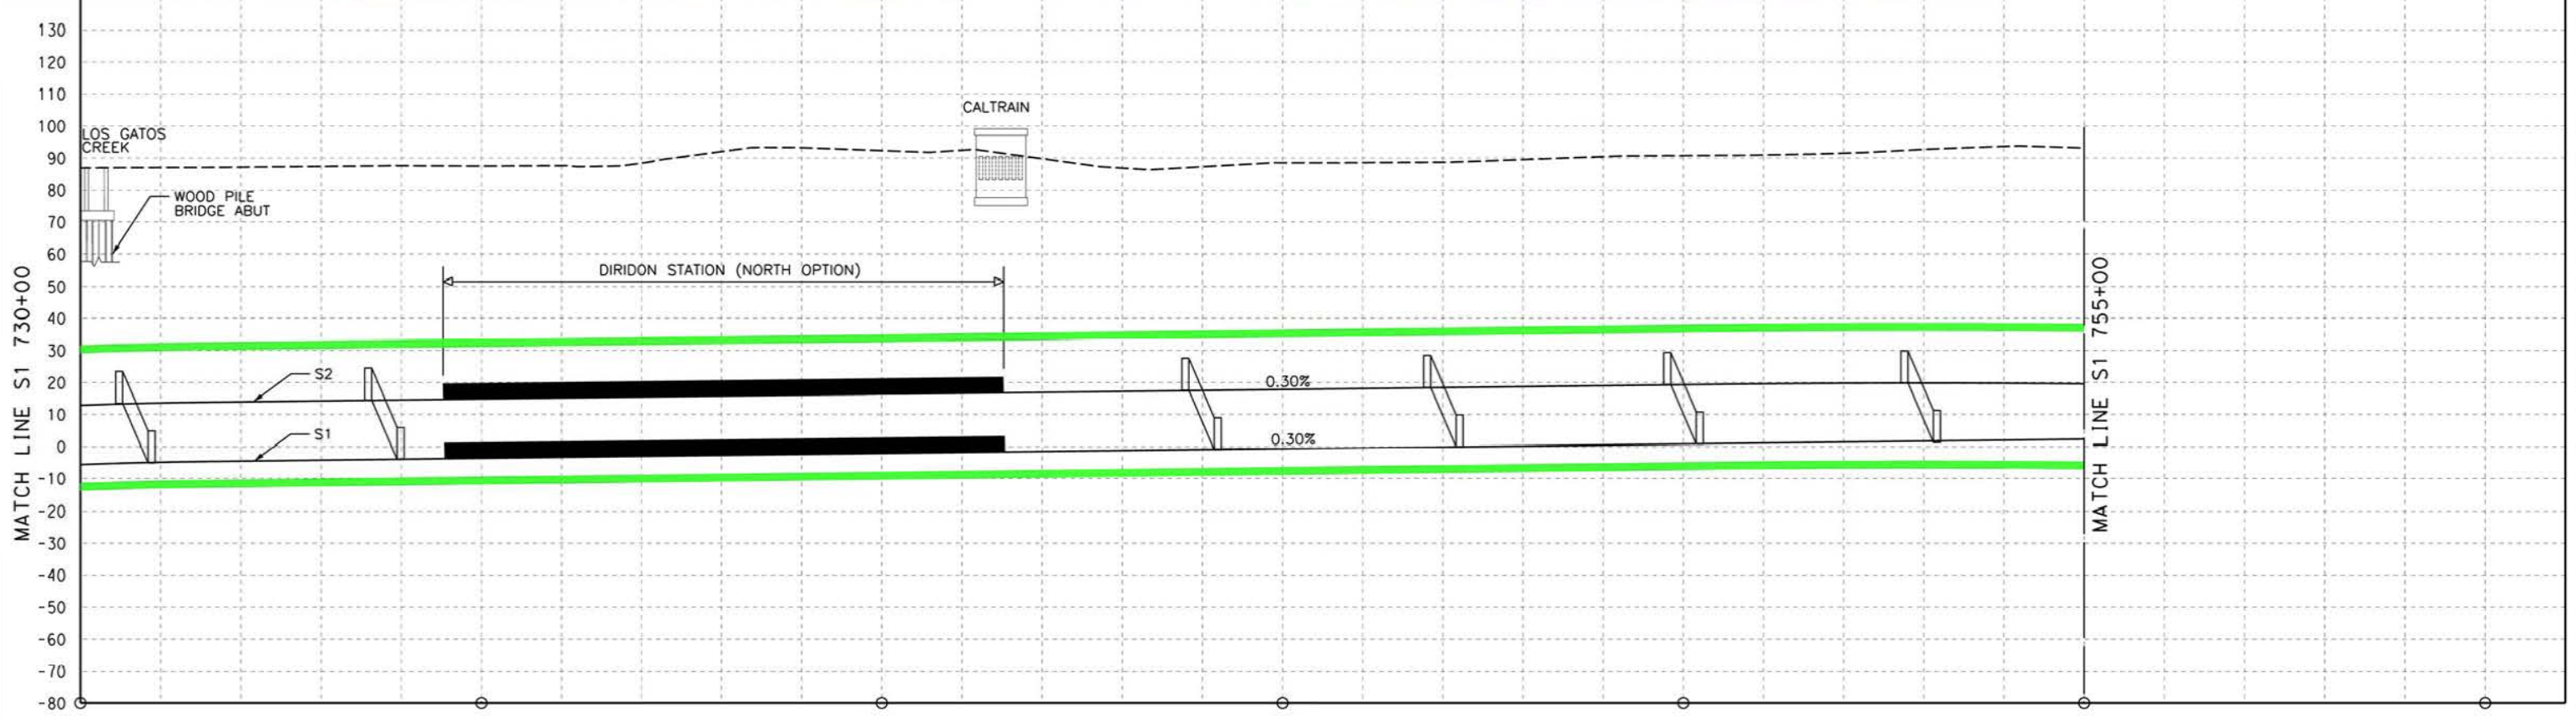 130
120
110
100
90
80
70
60
50
40
30
20
10
0
-10
-20
-30
-40
-50
-60
-70
-80
MATCH LINE S1 730+00
LOS GATOS
CREEK
WOOD PILE
BRIDGE ABUT
CALTRAIN
DIRIDON STATION (NORTH OPTION)
S2
S1
0.30%
0.30%
MATCH LINE S1 755+00